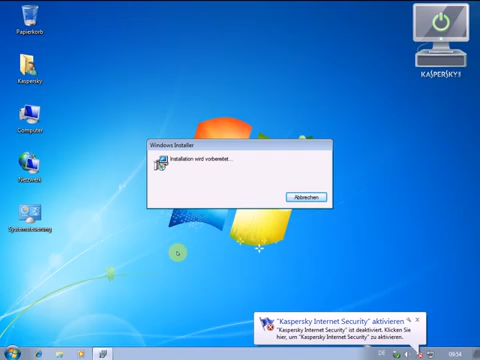 Papierkorb
KASPERSKY
Kaspersky
Computer
Windows Installer
Installation wird vorbereitet...
Netzwerk
Abbrechen
Systemsteuerung
"Kaspersky Internet Security" aktivieren
"Kaspersky Internet Security" ist deaktiviert. Klicken Sie
hier, um "Kaspersky Internet Security" zu aktivieren.
DE
09:54